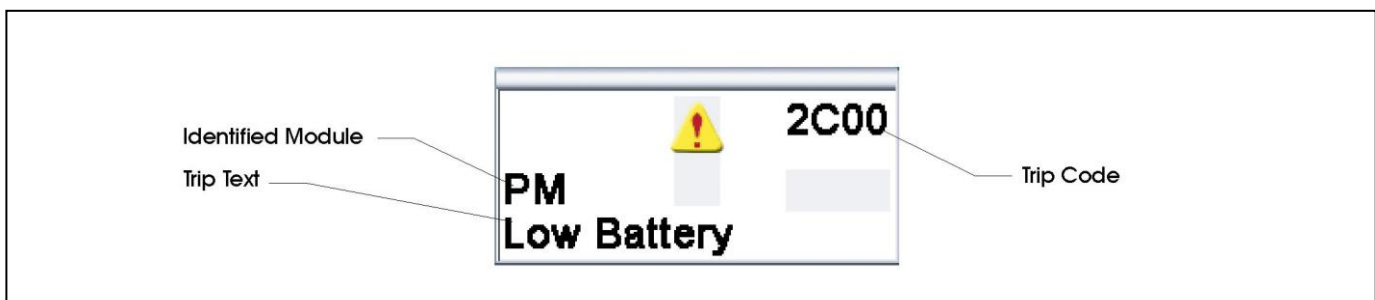 2C00
Identified Module
Trip Text
PM
Trip Code
Low Battery